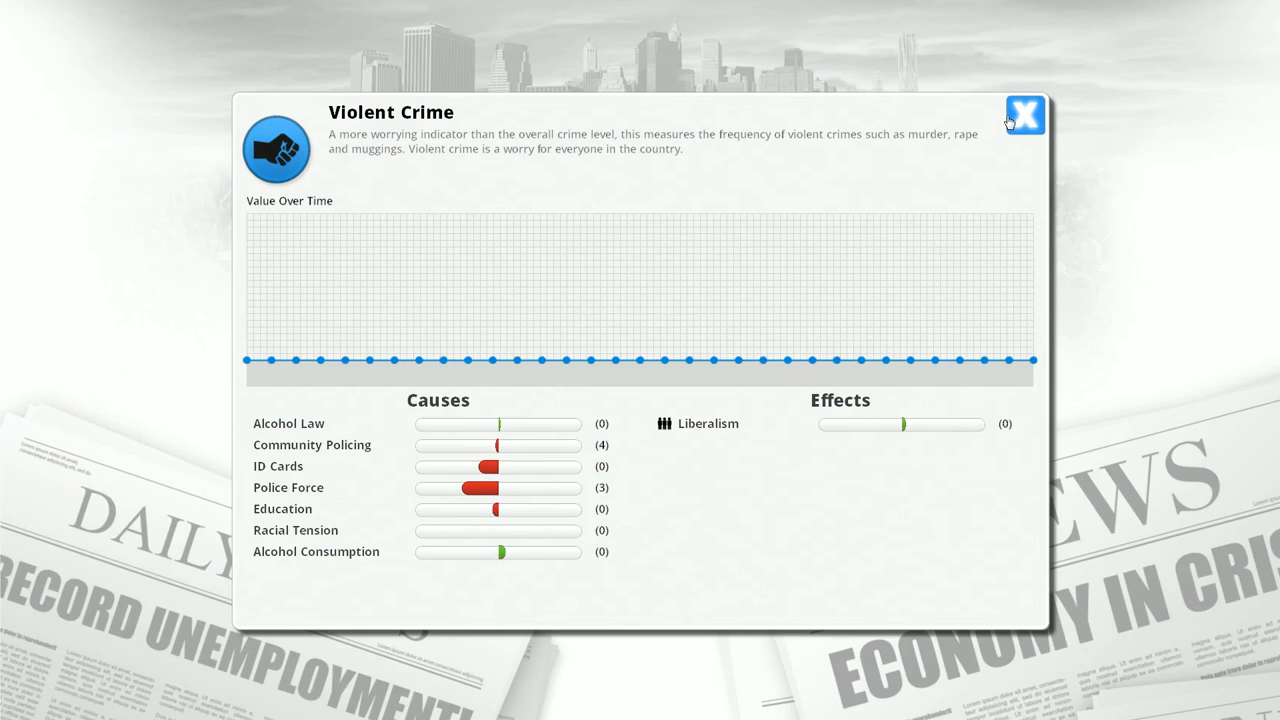 Violent Crime
A more worrying indicator than the overall crime level, this measures the frequency of violent crimes such as murder, rape
and muggings. Violent crime is a worry for everyone in the country.
Value Over Time
Causes
Effects
Alcohol Law (0)
Liberalism (0)
Community Policing (4)
ID Cards (0)
Police Force (3)
Education (0)
Racial Tension (0)
Alcohol Consumption (0)
DAILY
RECORD UNEMPLOYMENT!
EWS
ECONOMY IN CRIS